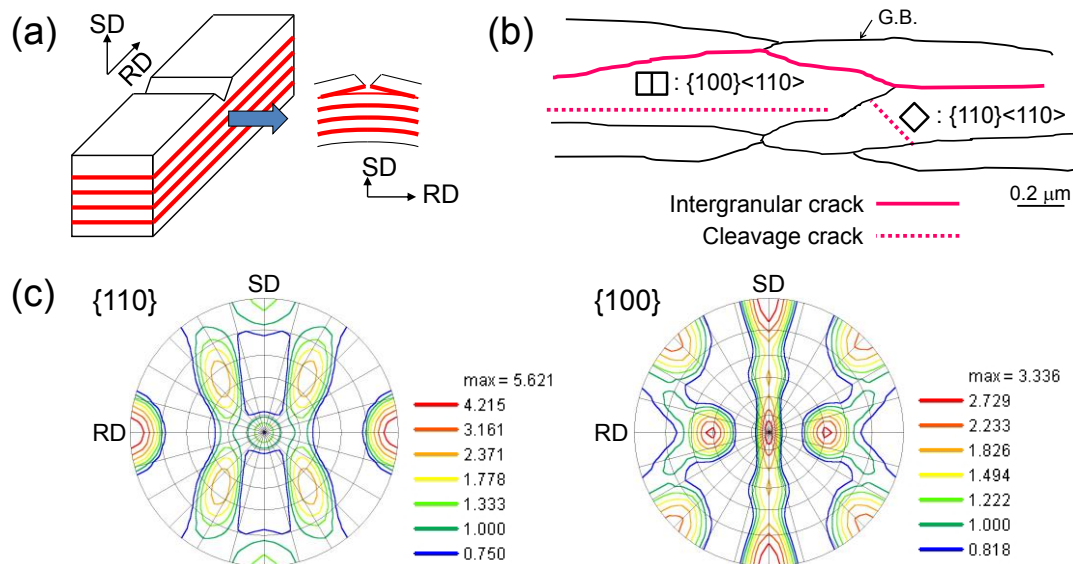 (a)
SD
RD
SD
RD
(b)
G.B.
: {100}<110>
: {110}<110>
Intergranular crack
Cleavage crack
0.2 μm
(c)
{110}
SD
RD
max = 5.621
4.215
3.161
2.371
1.778
1.333
1.000
0.750
{100}
SD
RD
max = 3.336
2.729
2.233
1.826
1.494
1.222
1.000
0.818